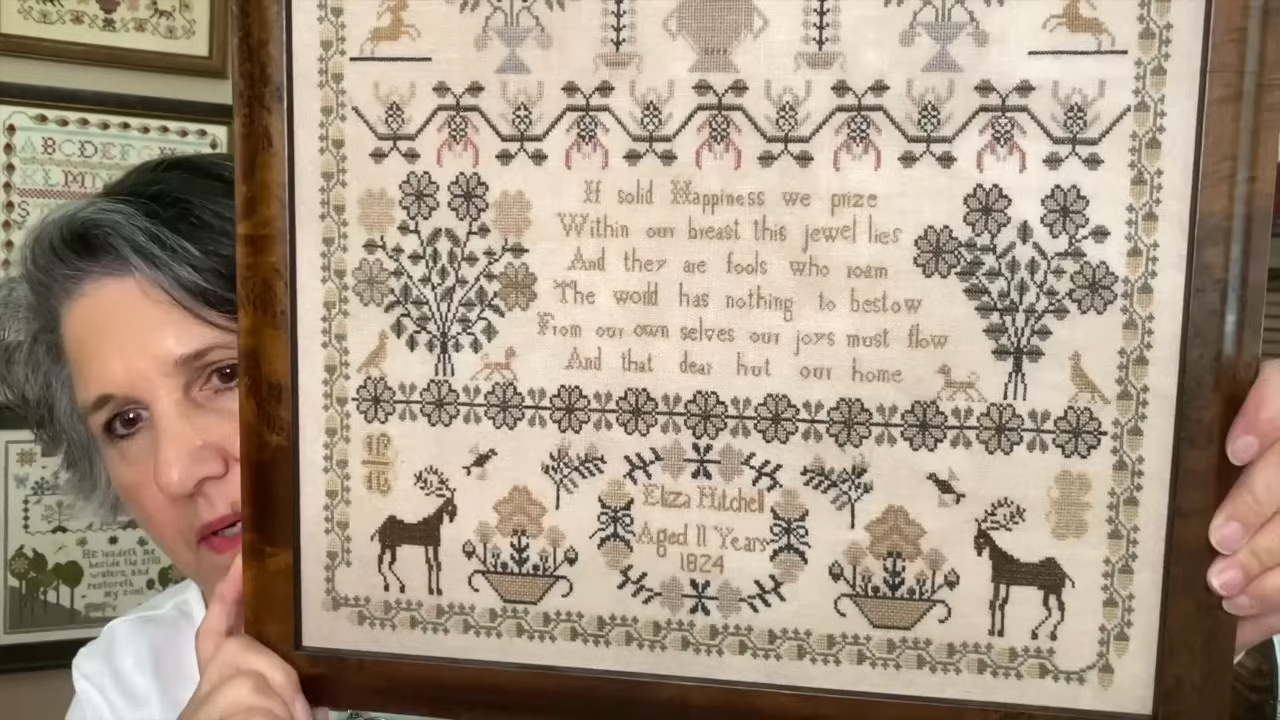 ABCDEFGH
KLMN
If solid Happiness we prize
Within our breast this jewel lies
And they are fools who roam
The world has nothing to bestow
From our own selves our joys must flow
And that dear hut our home
Eliza Mitchell
Aged 11 Years
1824
He leadeth me
beside the still
waters, and
restoreth
my soul